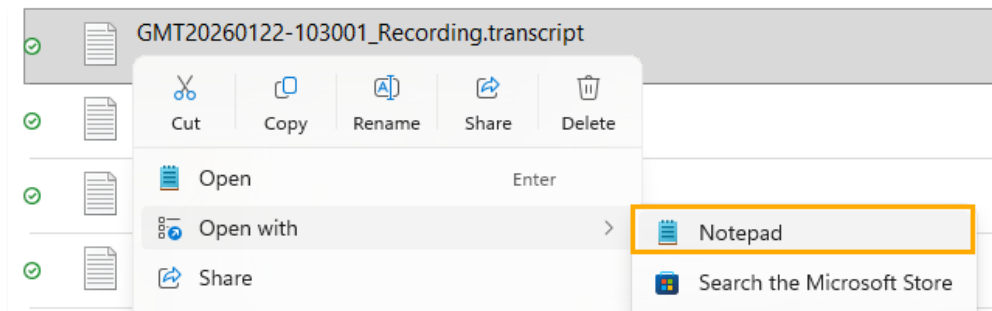 GMT20260122-103001_Recording.transcript
Cut Copy Rename Share Delete
Open Enter
Open with
Notepad
Share
Search the Microsoft Store